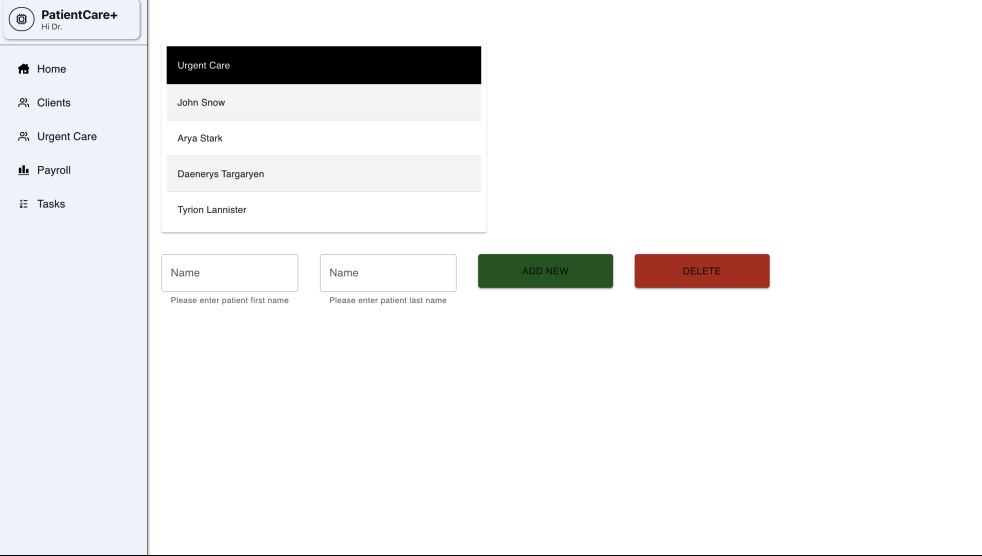 PatientCare+
Hi Dr.
Home
Clients
Urgent Care
Payroll
Tasks
Urgent Care
John Snow
Arya Stark
Daenerys Targaryen
Tyrion Lannister
Name
Please enter patient first name
Name
Please enter patient last name
ADD NEW
DELETE